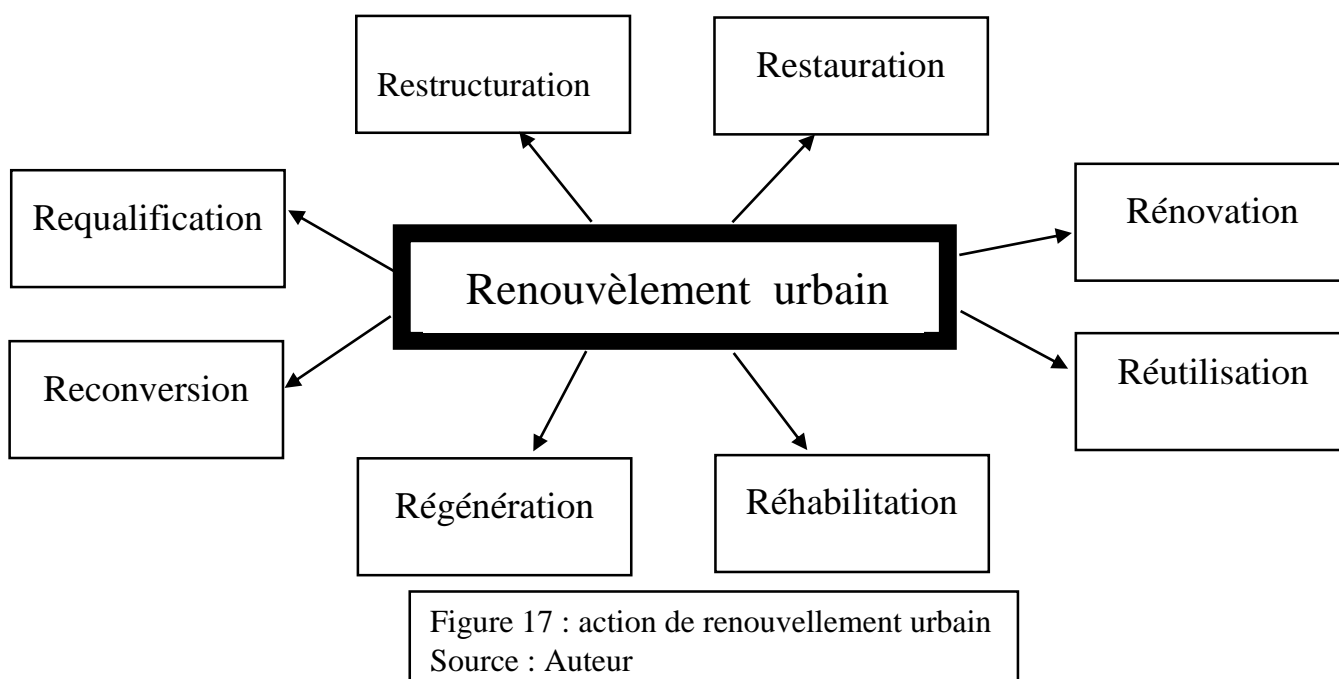 Restructuration
Restauration
Requalification
Rénovation
Renouvèlement urbain
Reconversion
Réutilisation
Régénération
Réhabilitation
Figure 17 : action de renouvellement urbain
Source : Auteur